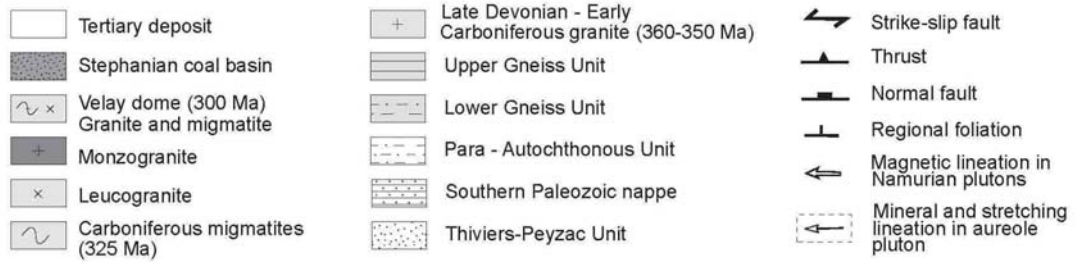 Tertiary deposit
Stephanian coal basin
Velay dome (300 Ma)
Granite and migmatite
Monzogranite
Leucogranite
Carboniferous migmatites
(325 Ma)
Late Devonian - Early
Carboniferous granite (360-350 Ma)
Upper Gneiss Unit
Lower Gneiss Unit
Para - Autochthonous Unit
Southern Paleozoic nappe
Thiviers-Peyzac Unit
Strike-slip fault
Thrust
Normal fault
Regional foliation
Magnetic lineation in
Namurian plutons
Mineral and stretching
lineation in aureole
pluton